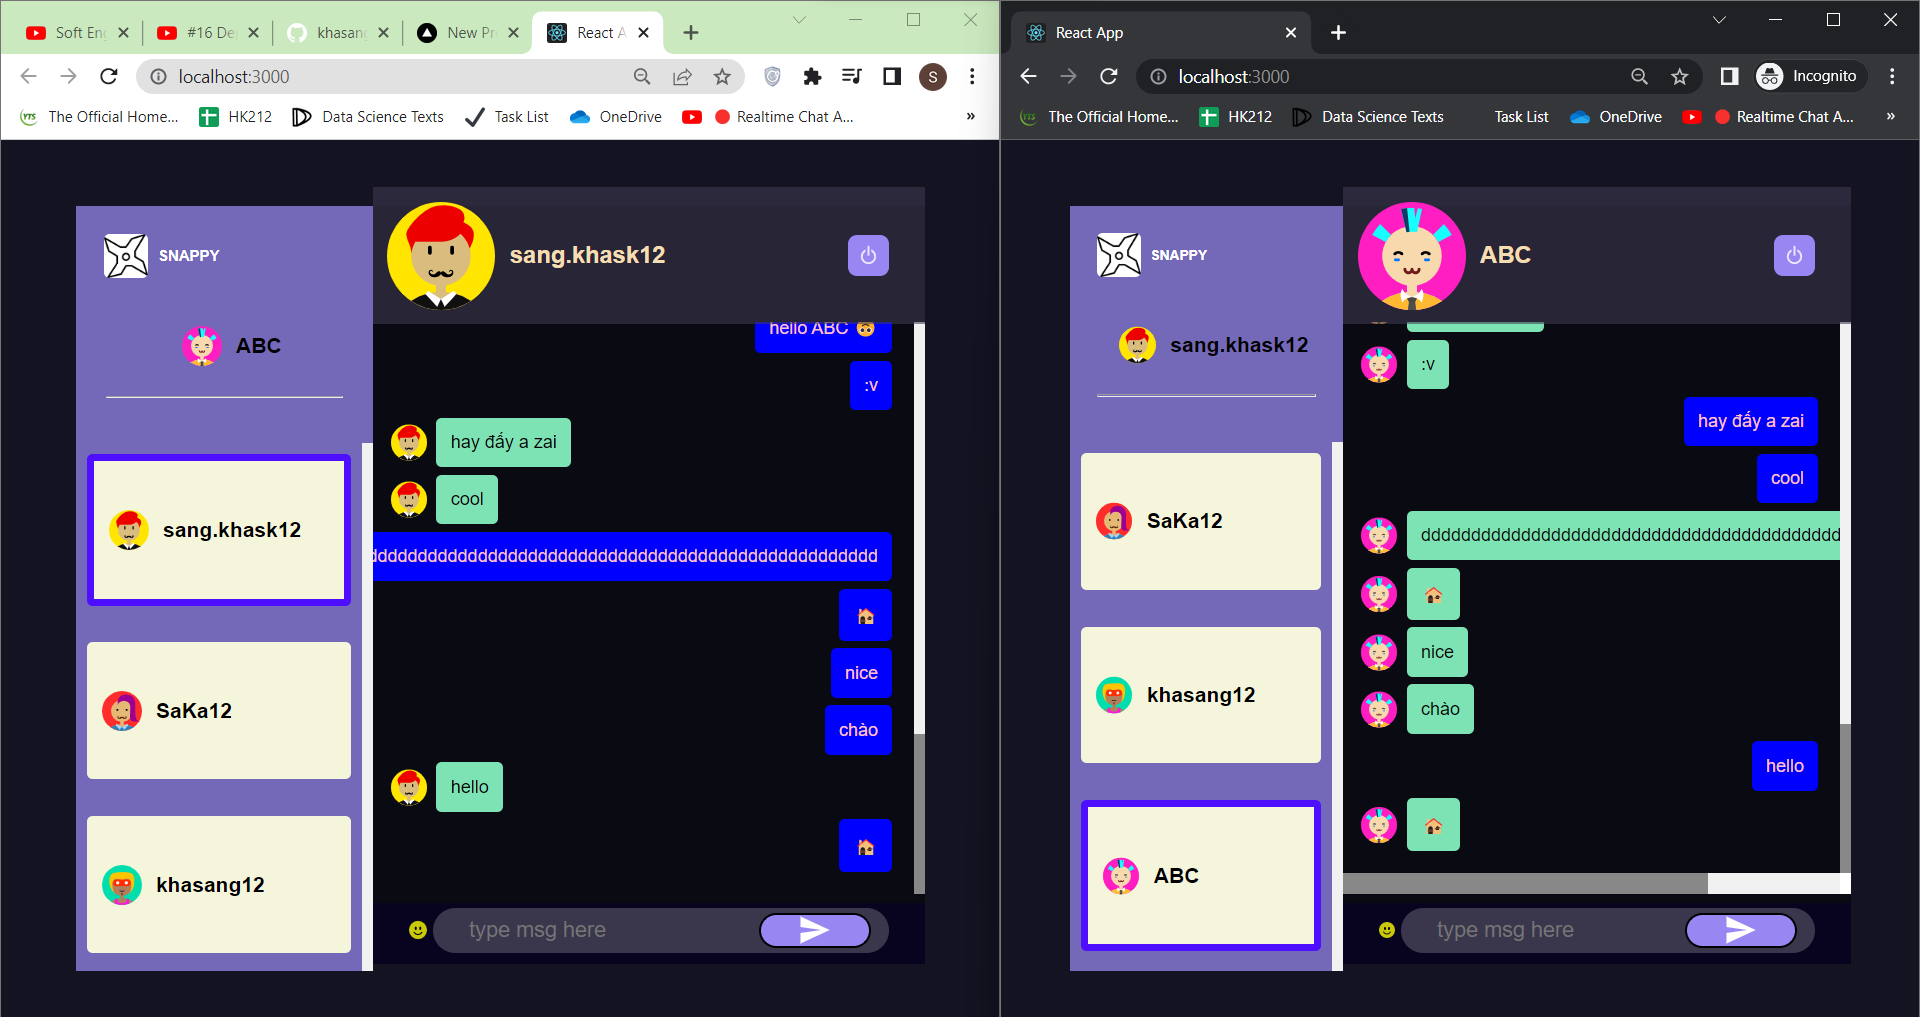 Soft Eng
#16 De
khasang
New Pr
React A
localhost:3000
S
The Official Home...
HK212
Data Science Texts
Task List
OneDrive
Realtime Chat A...
»
SNAPPY
ABC
sang.khask12
SaKa12
khasang12
sang.khask12
hello ABC 🙃
:v
hay đấy a zai
cool
dddddddddddddddddddddddddddddddddddddddddddddddddd
🏠
nice
chào
hello
🏠
type msg here
React App
localhost:3000
Incognito
The Official Home...
HK212
Data Science Texts
Task List
OneDrive
Realtime Chat A...
»
SNAPPY
sang.khask12
SaKa12
khasang12
ABC
ABC
:v
hay đấy a zai
cool
dddddddddddddddddddddddddddddddddddddddddd
🏠
nice
chào
hello
🏠
type msg here